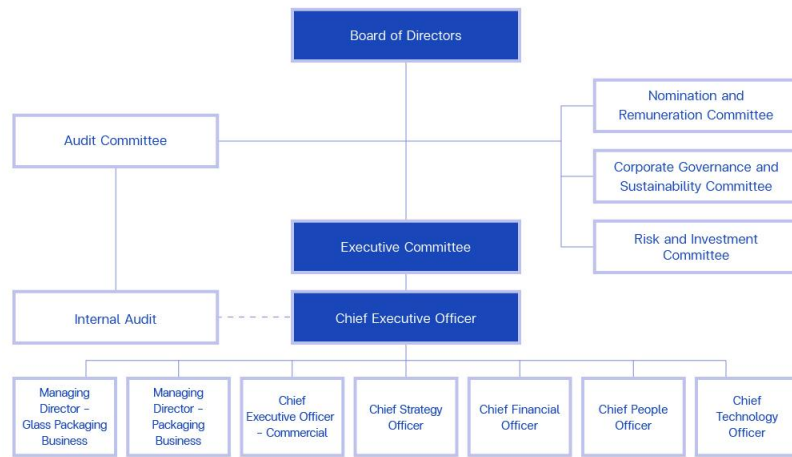 Board of Directors
Nomination and
Remuneration Committee
Audit Committee
Corporate Governance and
Sustainability Committee
Risk and Investment
Committee
Executive Committee
Internal Audit
Chief Executive Officer
Managing
Director –
Glass Packaging
Business
Managing
Director –
Packaging
Business
Chief
Executive Officer
– Commercial
Chief Strategy
Officer
Chief Financial
Officer
Chief People
Officer
Chief
Technology
Officer